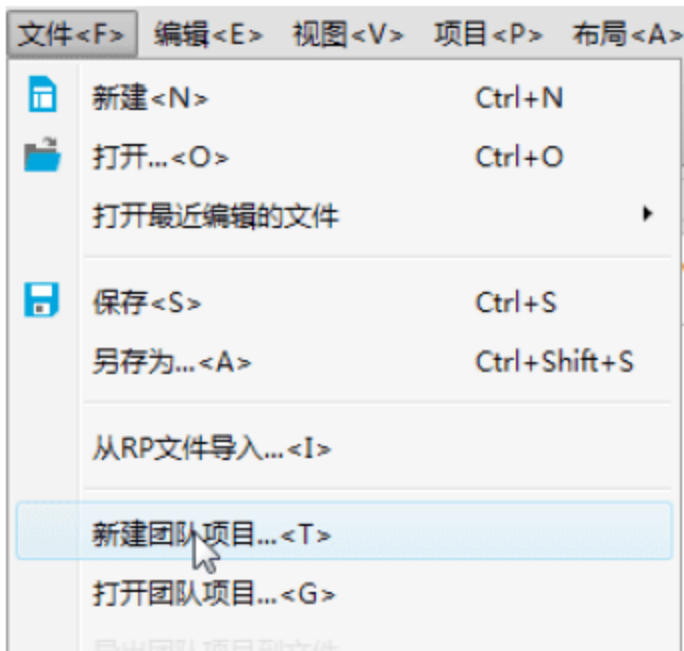 文件<F> 编辑<E> 视图<V> 项目<P> 布局<A>
新建<N> Ctrl+N
打开...<O> Ctrl+O
打开最近编辑的文件
保存<S> Ctrl+S
另存为...<A> Ctrl+Shift+S
从RP文件导入...<I>
新建团队项目...<T>
打开团队项目...<G>